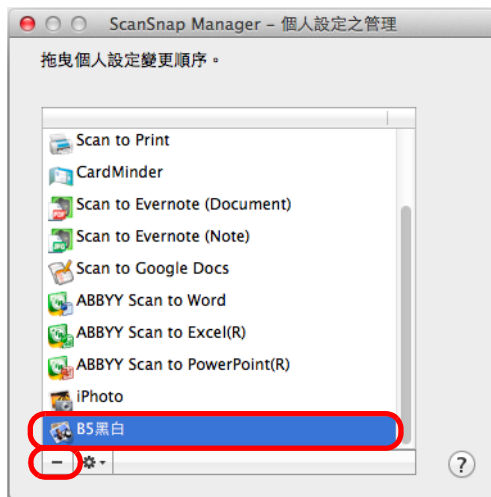 ScanSnap Manager – 個人設定之管理
拖曳個人設定變更順序。
Scan to Print
CardMinder
Scan to Evernote (Document)
Scan to Evernote (Note)
Scan to Google Docs
ABBYY Scan to Word
ABBYY Scan to Excel(R)
ABBYY Scan to PowerPoint(R)
iPhoto
B5黑白
?